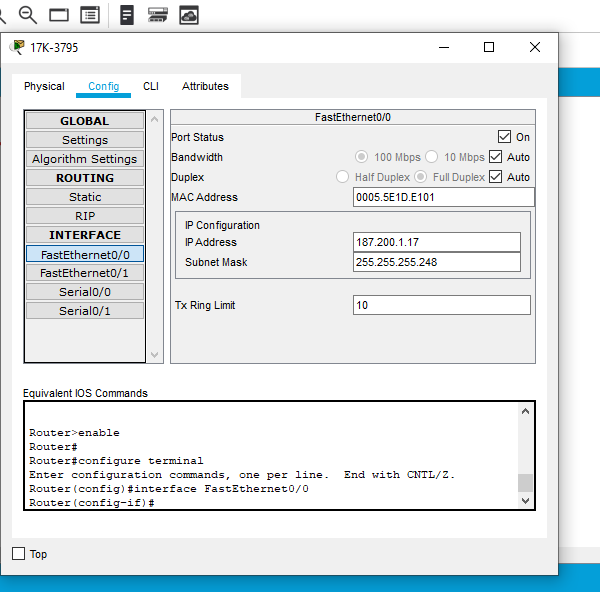 17K-3795
Physical Config CLI Attributes
GLOBAL
Settings
Algorithm Settings
ROUTING
Static
RIP
INTERFACE
FastEthernet0/0
FastEthernet0/1
Serial0/0
Serial0/1
FastEthernet0/0
Port Status On
Bandwidth 100 Mbps 10 Mbps Auto
Duplex Half Duplex Full Duplex Auto
MAC Address 0005.5E1D.E101
IP Configuration
IP Address 187.200.1.17
Subnet Mask 255.255.255.248
Tx Ring Limit 10
Equivalent IOS Commands
Router>enable
Router#
Router#configure terminal
Enter configuration commands, one per line.  End with CNTL/Z.
Router(config)#interface FastEthernet0/0
Router(config-if)#
Top